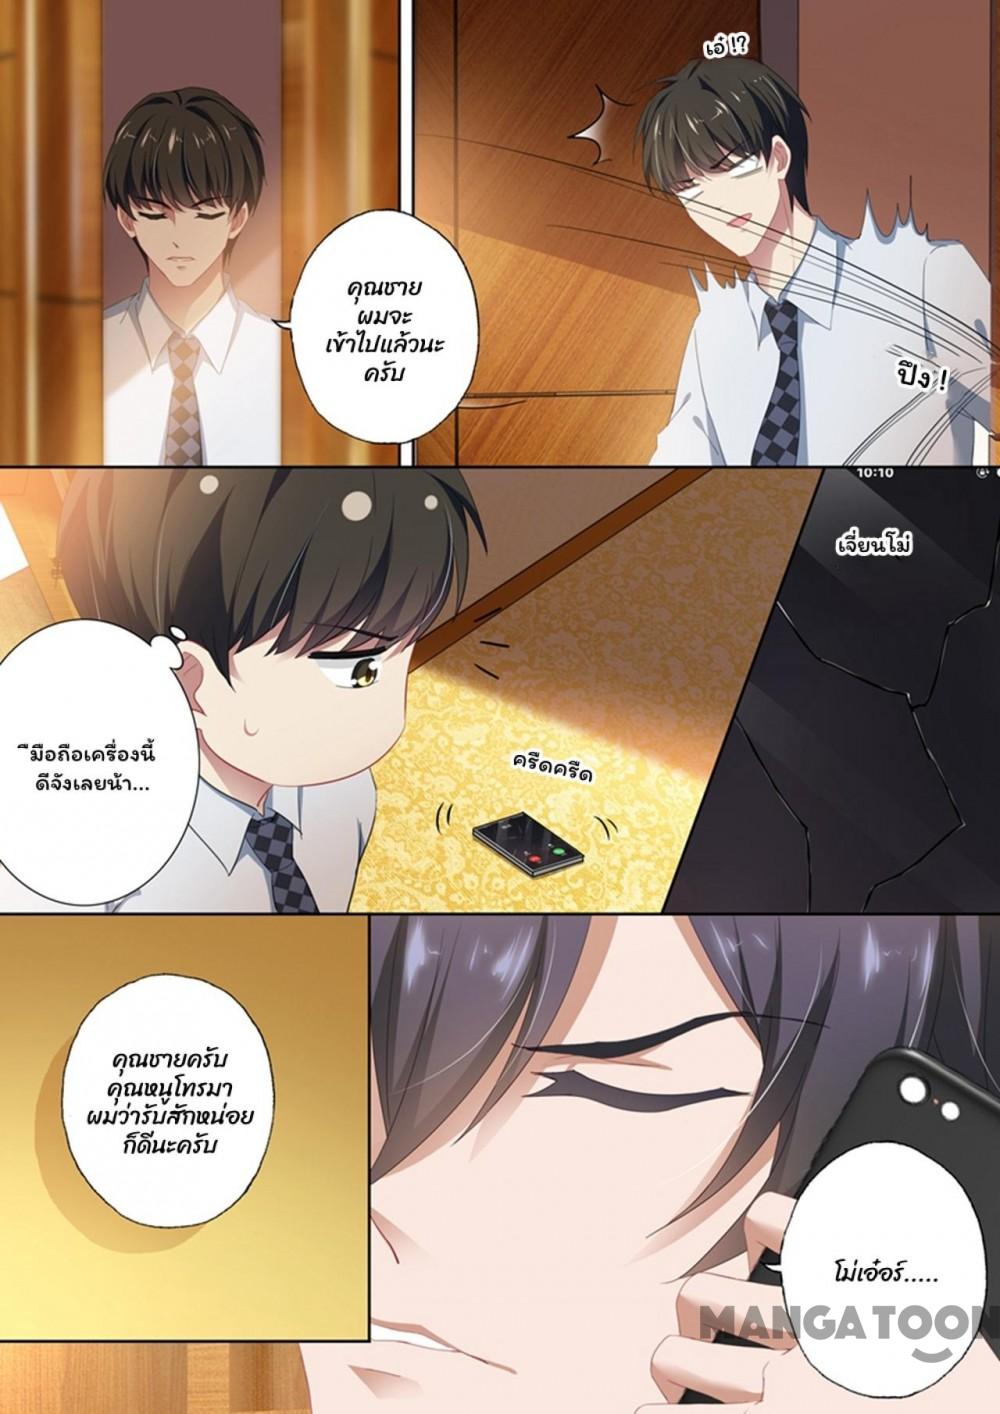 เอ๋ !?
คุณชาย
ผมจะ
เข้าไปแล้วนะ
ครับ
ปึง !
10:10
เจี่ยนโม่
ืมือถือเครื่องนี้
ดีจังเลยน้า...
ครืดครืด
คุณชายครับ
คุณหนูโทรมา
ผมว่ารับสักหน่อย
ก็ดีนะครับ
โม่เอ๋อร์.....
MANGATOON